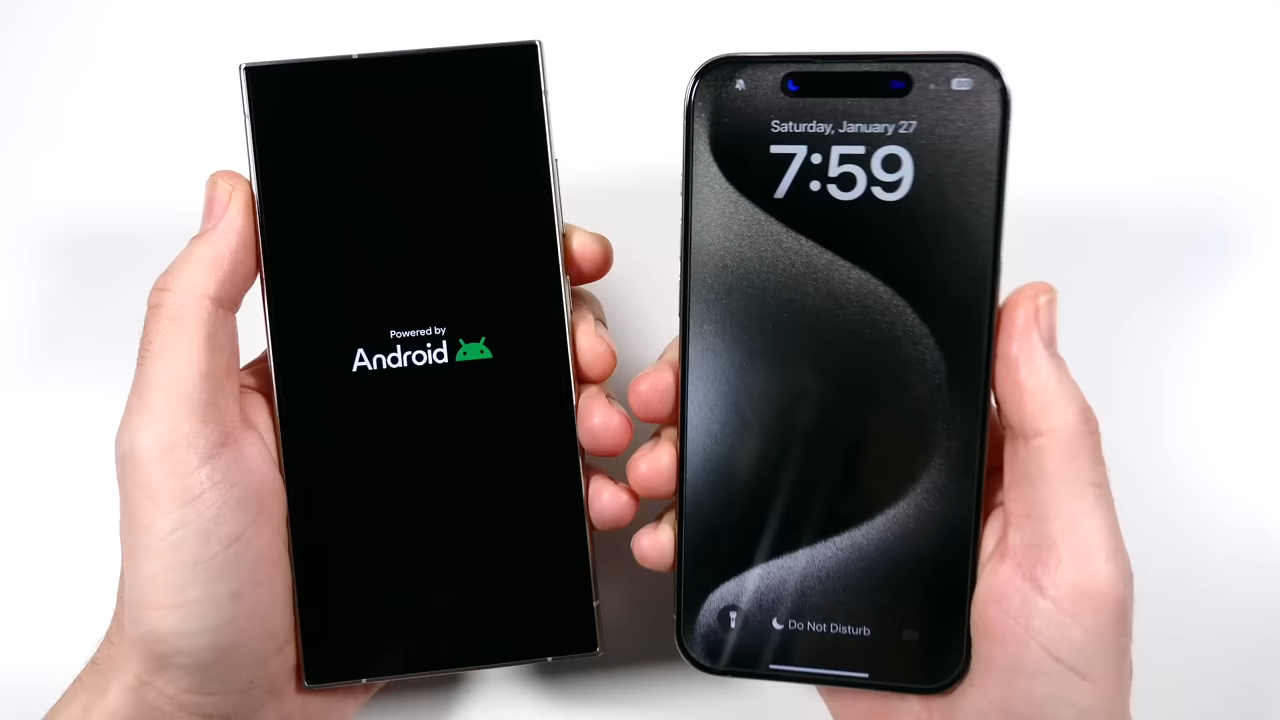 Powered by
Android
Saturday, January 27
7:59
Do Not Disturb